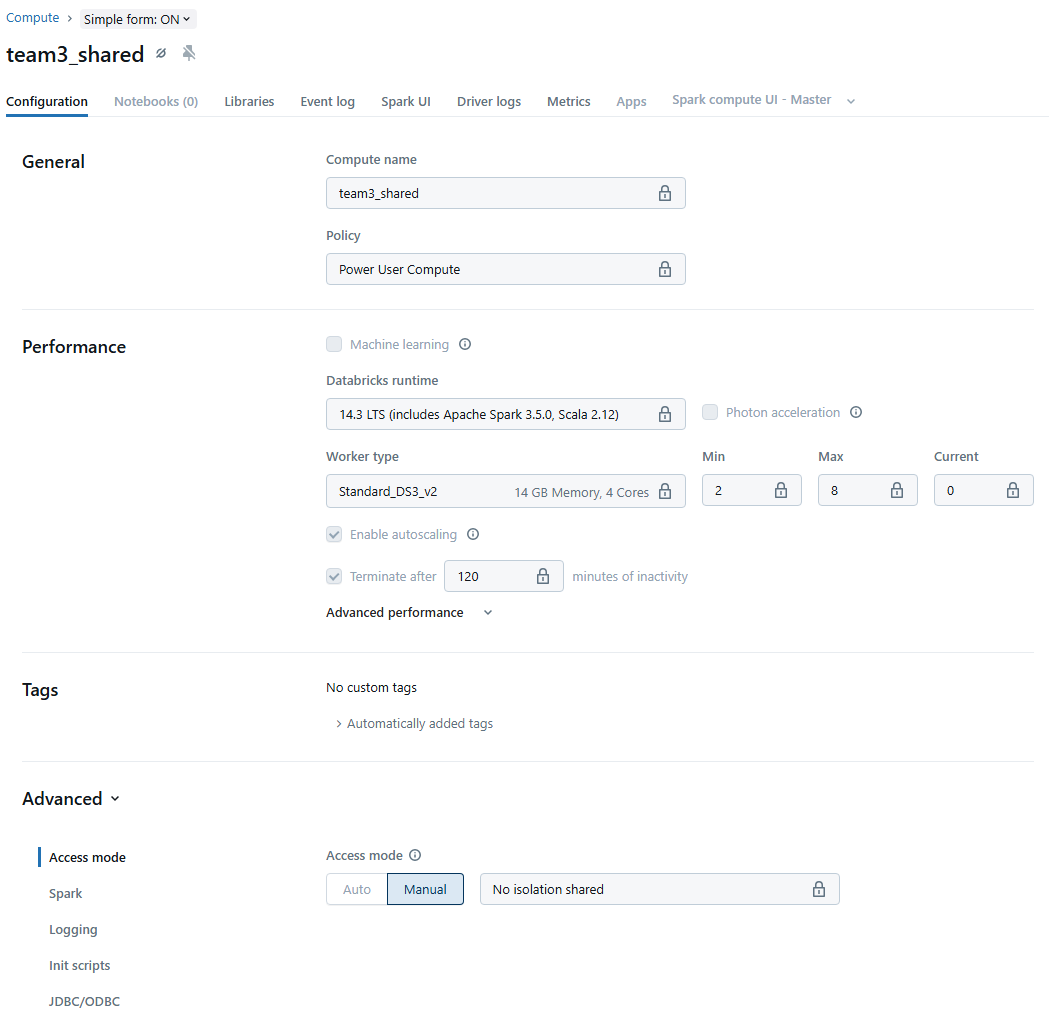 Compute > Simple form: ON
team3_shared
Configuration Notebooks (0) Libraries Event log Spark UI Driver logs Metrics Apps Spark compute UI - Master
General
Compute name
team3_shared
Policy
Power User Compute
Performance
Machine learning
Databricks runtime
14.3 LTS (includes Apache Spark 3.5.0, Scala 2.12) Photon acceleration
Worker type Min Max Current
Standard_DS3_v2 14 GB Memory, 4 Cores 2 8 0
Enable autoscaling
Terminate after 120 minutes of inactivity
Advanced performance
Tags
No custom tags
> Automatically added tags
Advanced
Access mode
Spark
Logging
Init scripts
JDBC/ODBC
Access mode
Auto Manual No isolation shared